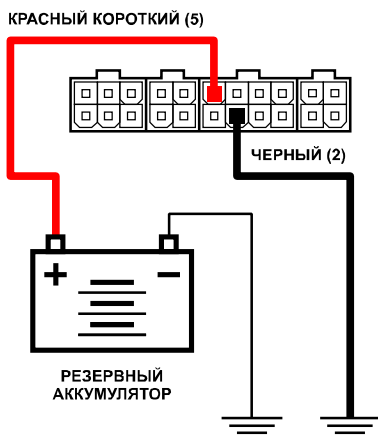 КРАСНЫЙ КОРОТКИЙ (5)
ЧЕРНЫЙ (2)
+ −
РЕЗЕРВНЫЙ
АККУМУЛЯТОР